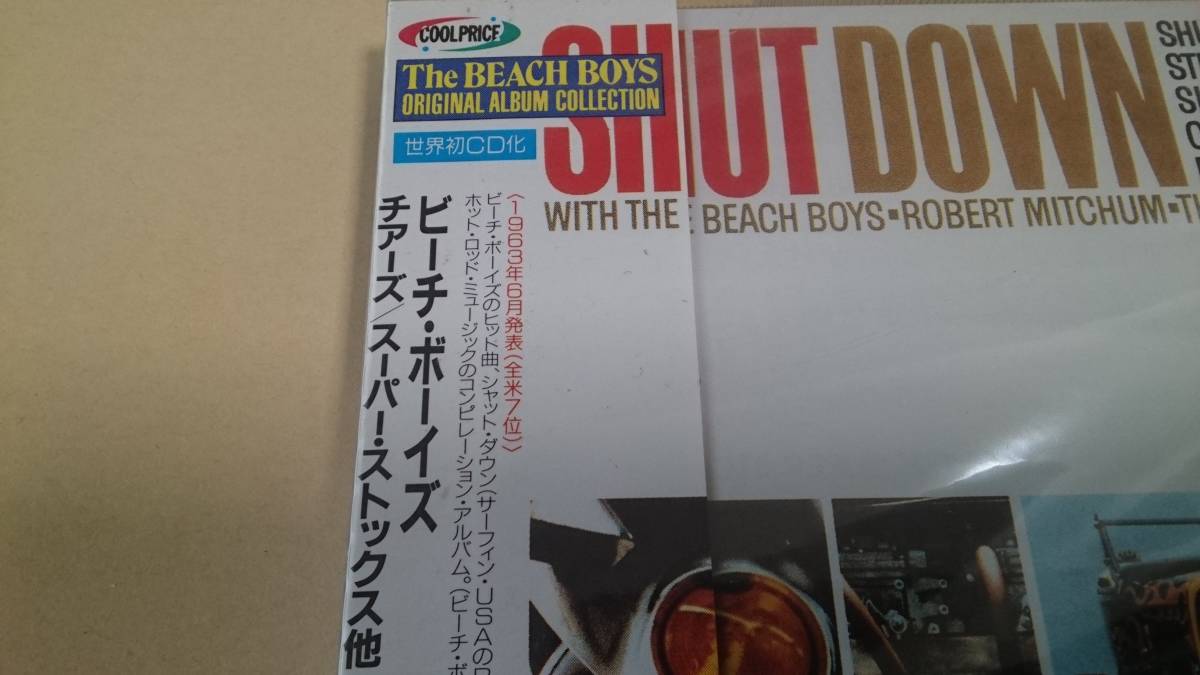 COOLPRICE
The BEACH BOYS
ORIGINAL ALBUM COLLECTION
世界初CD化
〈1963年6月発表(全米7位)〉
ビーチ・ボーイズのヒット曲、シャット・ダウン(サーフィン・USAの
ホット・ロッド・ミュージックのコンピレーション・アルバム。(ビーチ・ボ
ビーチ・ボーイズ
チアーズ/スーパー・ストックス他
SHUT DOWN
WITH THE BEACH BOYS▪ROBERT MITCHUM▪T
SHU
ST
S